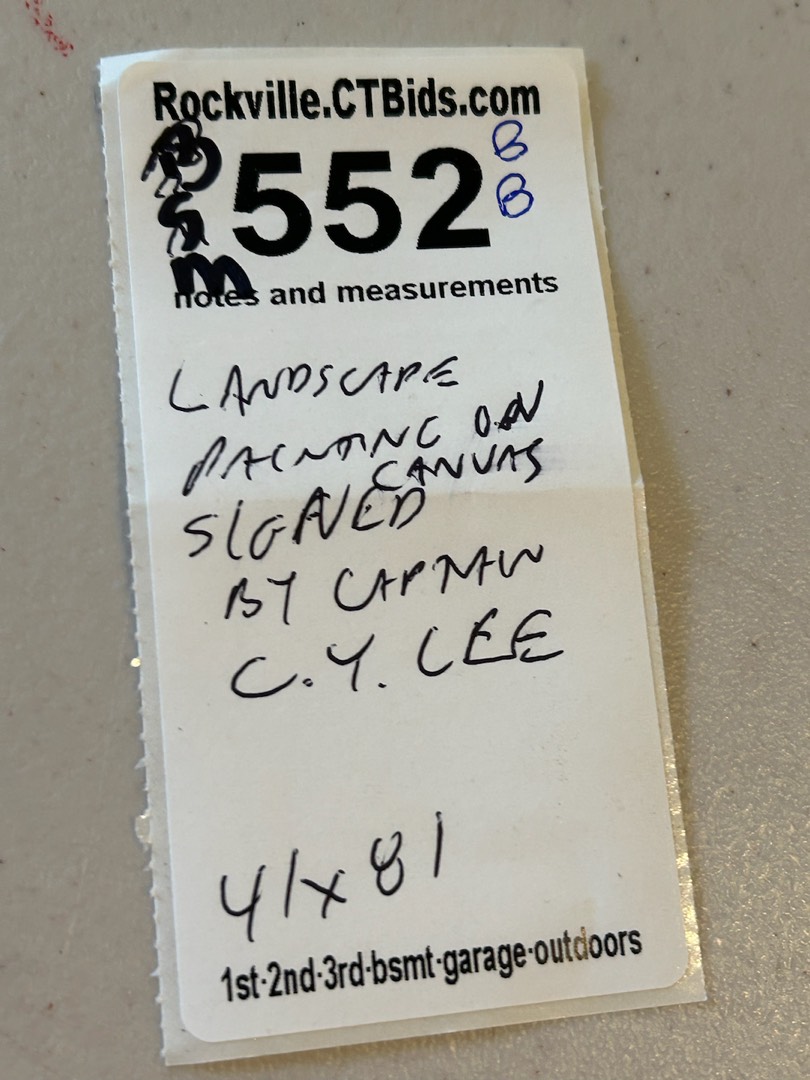 Rockville.CTBids.com
552
B
B
notes and measurements
LANDSCAPE
PAINTING ON
CANVAS
SIGNED
BY CAPTAIN
C.Y. LEE
41x81
1st·2nd·3rd·bsmt·garage·outdoors